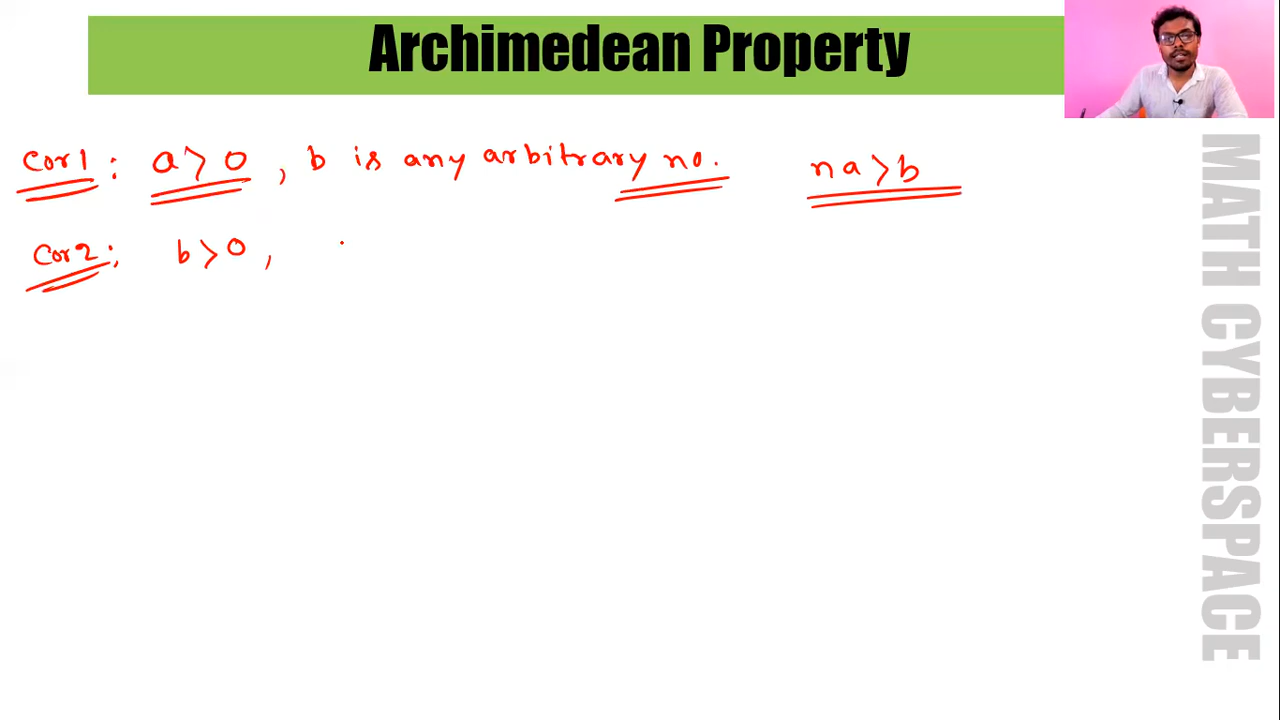 Archimedean Property
Cor1 : a > 0 , b is any arbitrary no. na > b
Cor2 ; b > 0 ,
MATH CYBERSPACE